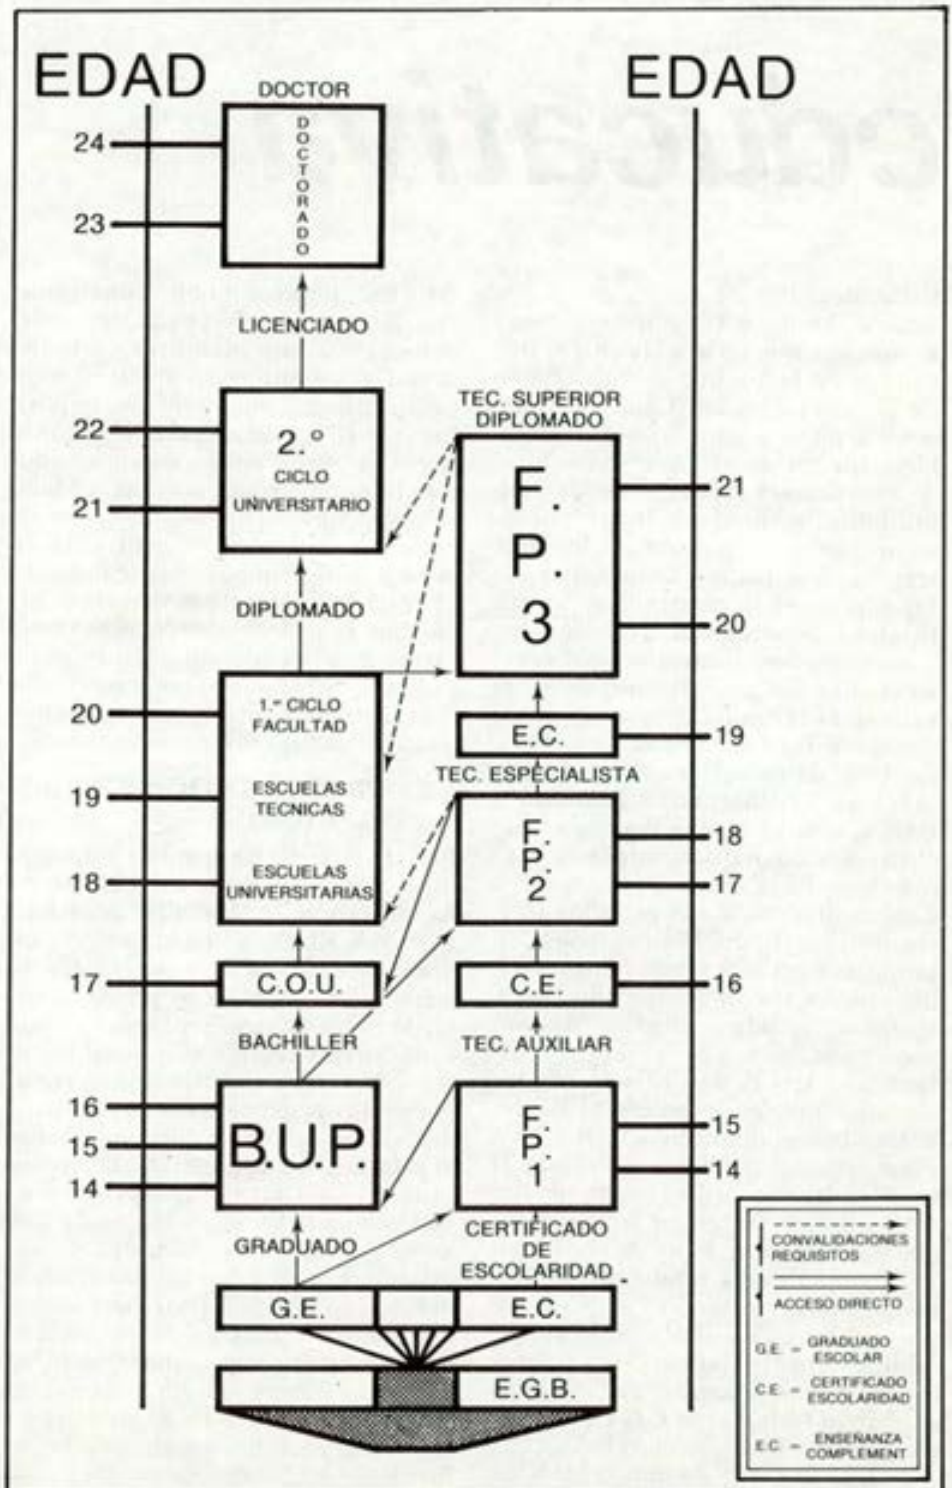 EDAD
EDAD
DOCTOR
DOCTORADO
24
23
LICENCIADO
22
21
2.º
CICLO
UNIVERSITARIO
TEC. SUPERIOR
DIPLOMADO
F.
P.
3
21
20
DIPLOMADO
20
19
18
1.er CICLO
FACULTAD
ESCUELAS
TECNICAS
ESCUELAS
UNIVERSITARIAS
E.C.
19
TEC. ESPECIALISTA
F.
P.
2
18
17
17
C.O.U.
C.E.
16
BACHILLER
TEC. AUXILIAR
16
15
14
B.U.P.
F.
P.
1
15
14
GRADUADO
CERTIFICADO
DE
ESCOLARIDAD
G.E.
E.C.
E.G.B.
CONVALIDACIONES
REQUISITOS
ACCESO DIRECTO
G.E. = GRADUADO
ESCOLAR
C.E. = CERTIFICADO
ESCOLARIDAD
E.C. = ENSEÑANZA
COMPLEMENT